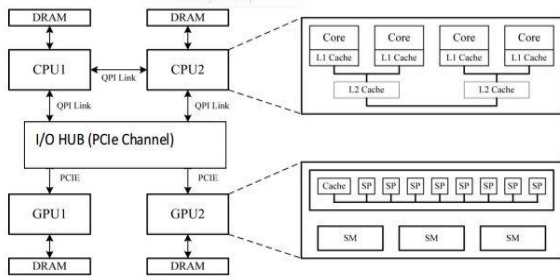 DRAM
DRAM
CPU1
CPU2
QPI Link
QPI Link
QPI Link
I/O HUB (PCIe Channel)
PCIE
PCIE
GPU1
GPU2
DRAM
DRAM
Core
Core
Core
Core
L1 Cache
L1 Cache
L1 Cache
L1 Cache
L2 Cache
L2 Cache
Cache
SP
SP
SP
SP
SP
SP
SP
SP
SM
SM
SM